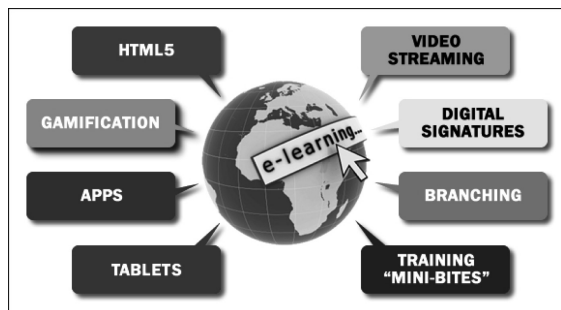 HTML5
GAMIFICATION
APPS
TABLETS
e-learning...
VIDEO
STREAMING
DIGITAL
SIGNATURES
BRANCHING
TRAINING
“MINI-BITES”